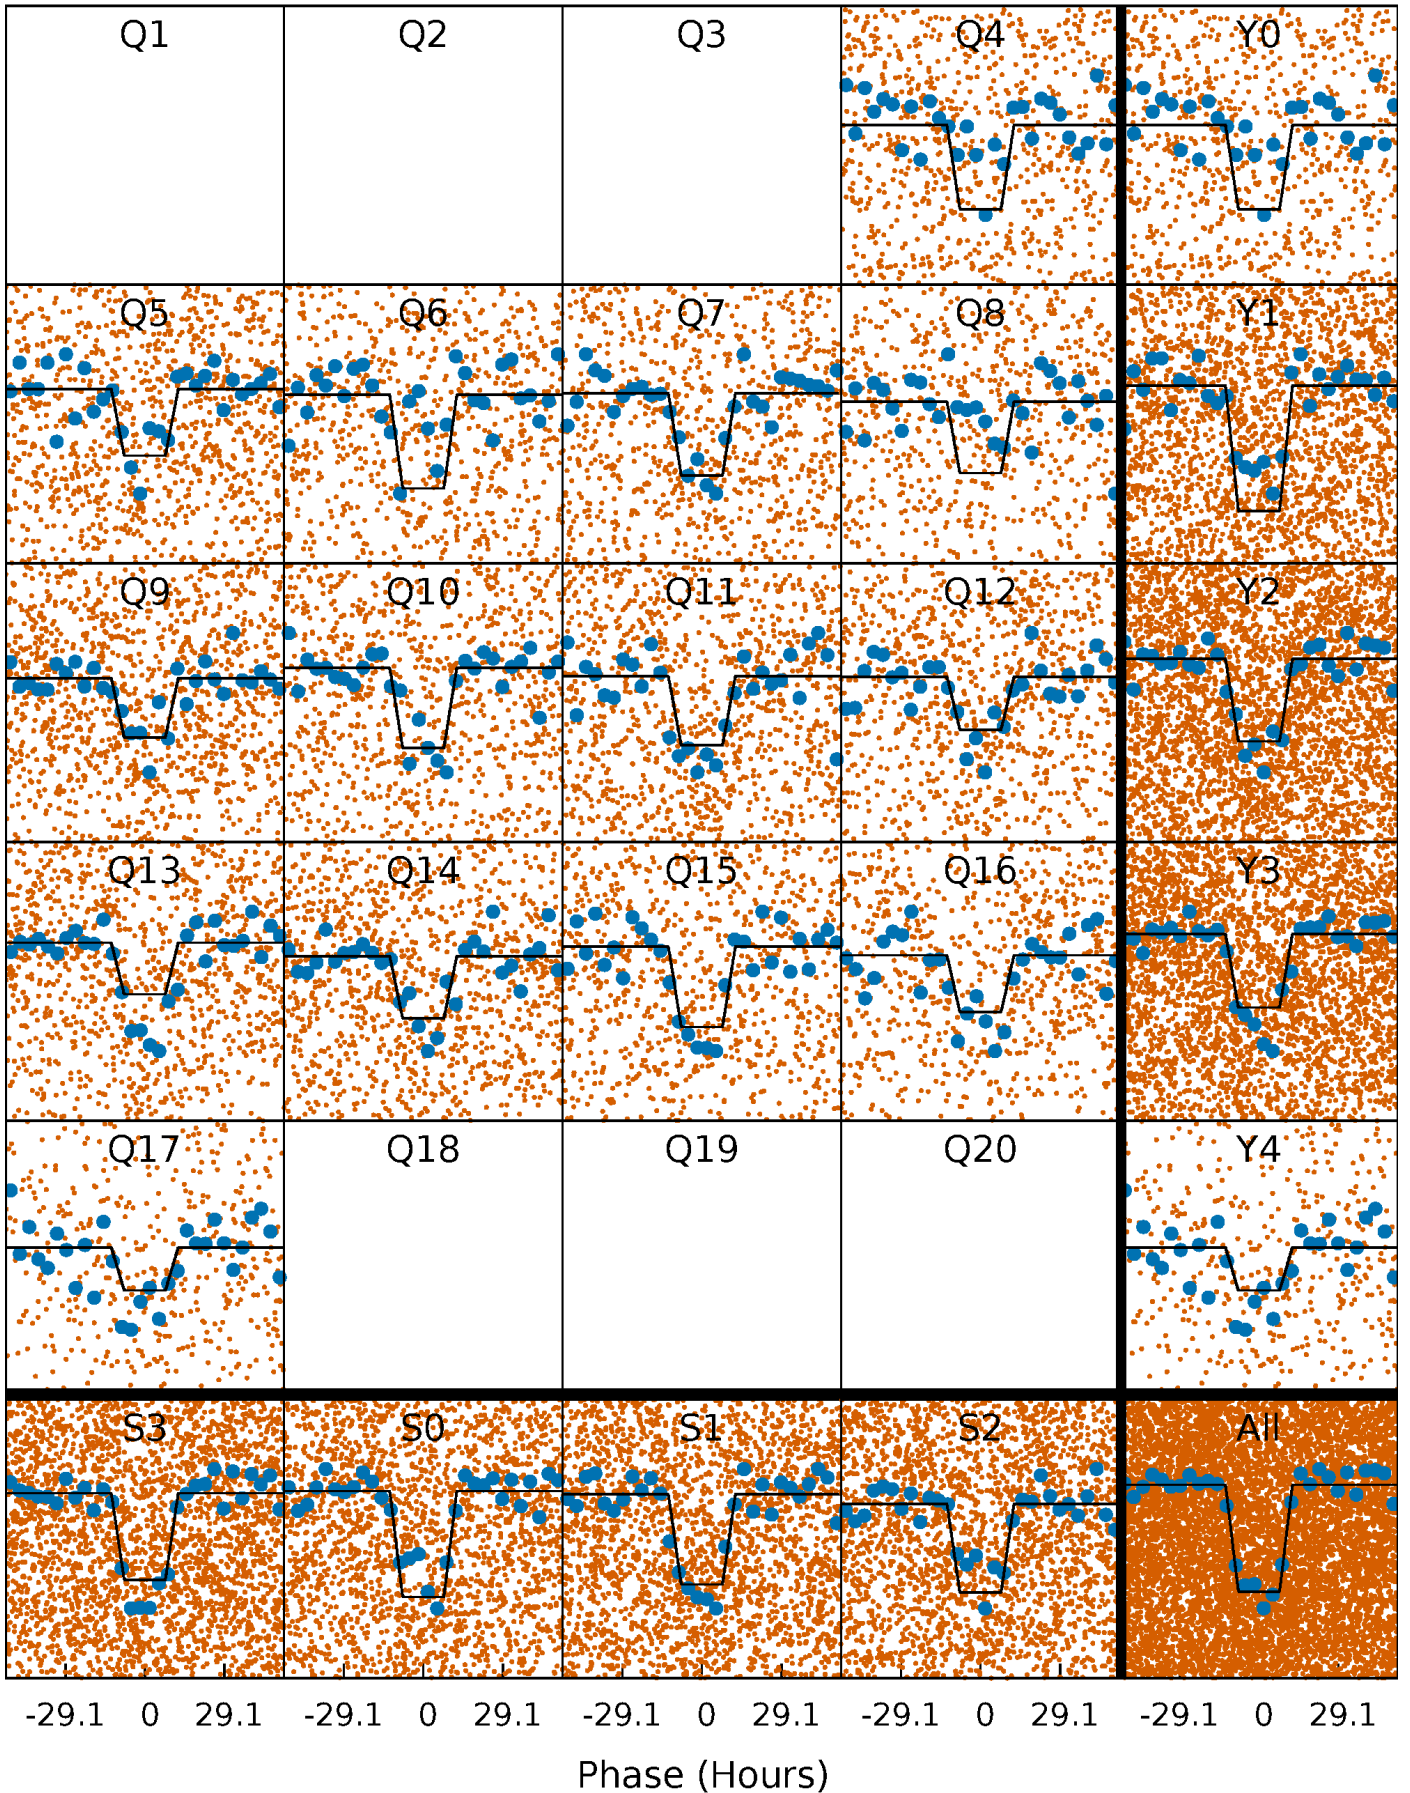 Q1 Q2 Q3 Q4 Y0
Q5 Q6 Q7 Q8 Y1
Q9 Q10 Q11 Q12 Y2
Q13 Q14 Q15 Q16 Y3
Q17 Q18 Q19 Q20 Y4
S3 S0 S1 S2 All
-29.1 0 29.1 -29.1 0 29.1 -29.1 0 29.1 -29.1 0 29.1 -29.1 0 29.1
Phase (Hours)